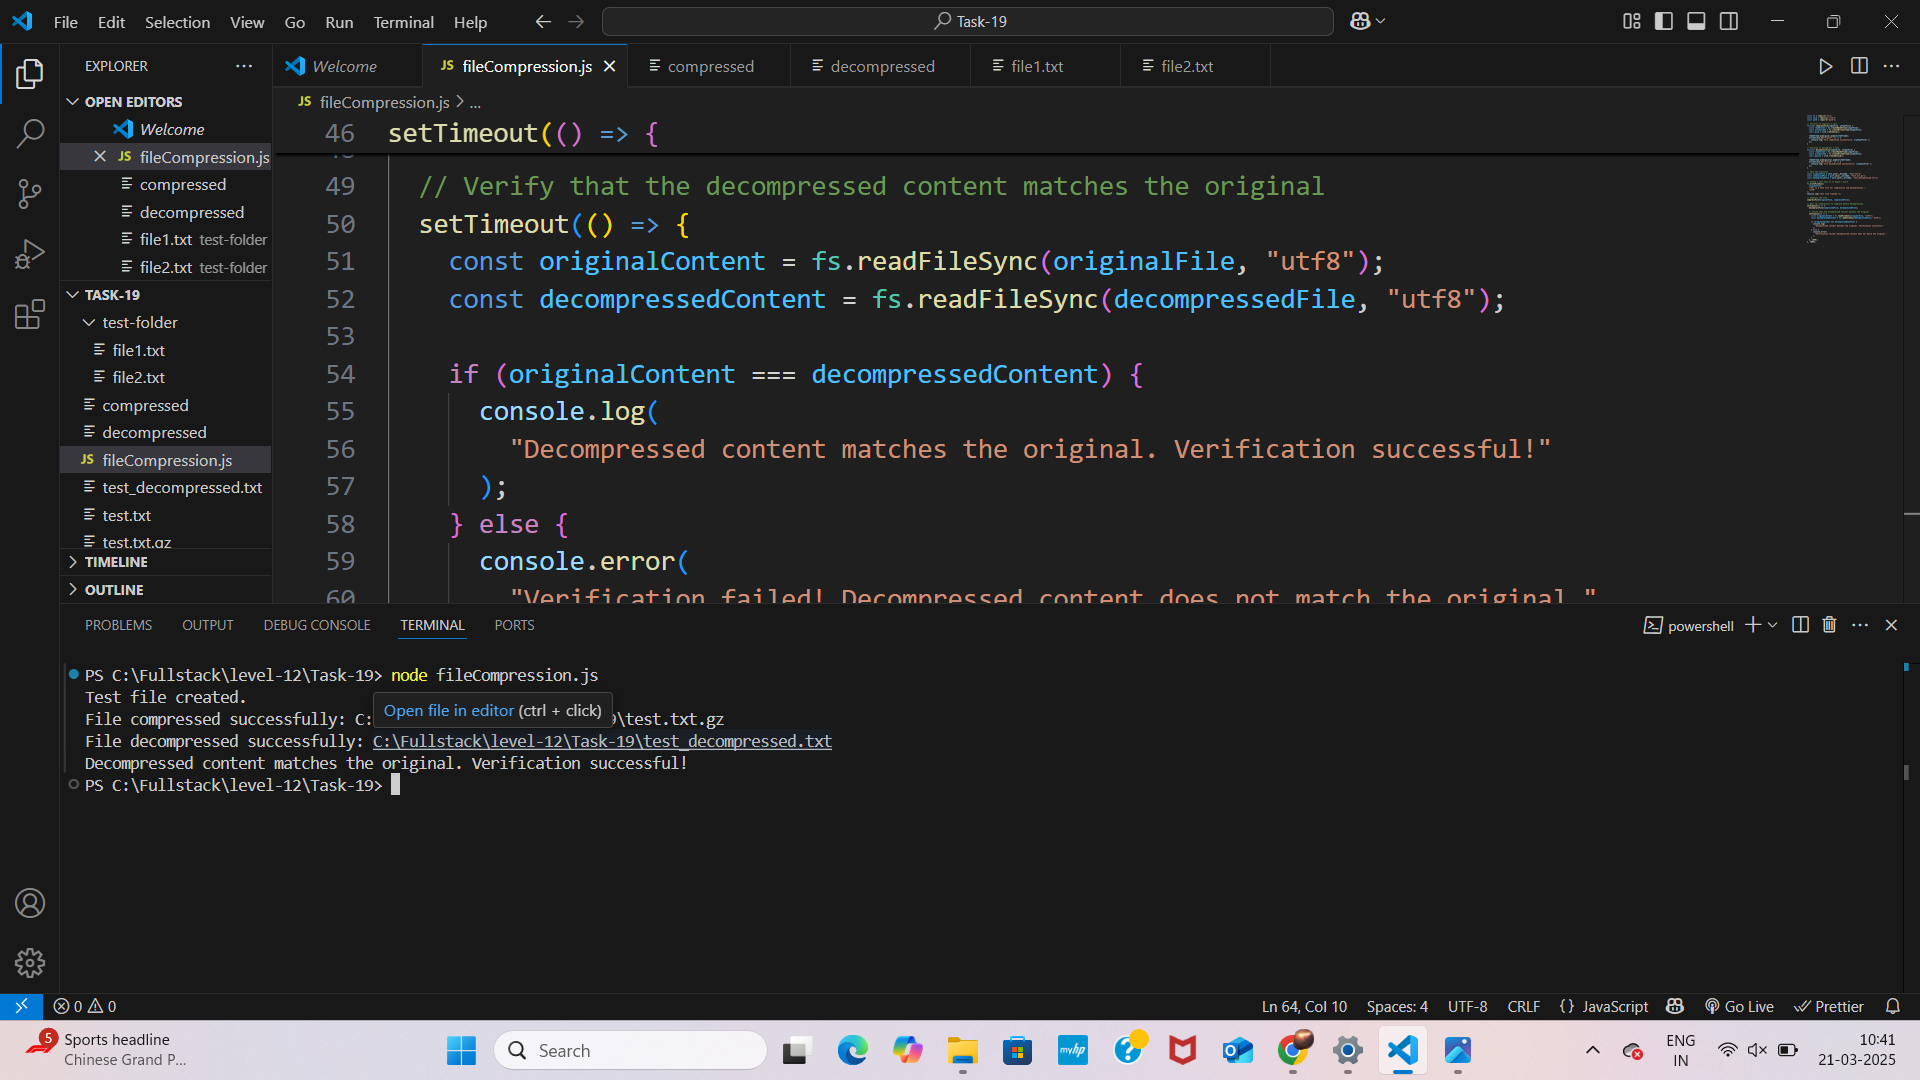 File Edit Selection View Go Run Terminal Help
Task-19
EXPLORER
OPEN EDITORS
Welcome
JS fileCompression.js
compressed
decompressed
file1.txt test-folder
file2.txt test-folder
TASK-19
test-folder
file1.txt
file2.txt
compressed
decompressed
JS fileCompression.js
test_decompressed.txt
test.txt
test.txt.gz
TIMELINE
OUTLINE
Welcome
JS fileCompression.js
compressed
decompressed
file1.txt
file2.txt
JS fileCompression.js > ...
46 setTimeout(() => {
49 // Verify that the decompressed content matches the original
50 setTimeout(() => {
51 const originalContent = fs.readFileSync(originalFile, "utf8");
52 const decompressedContent = fs.readFileSync(decompressedFile, "utf8");
53
54 if (originalContent === decompressedContent) {
55 console.log(
56 "Decompressed content matches the original. Verification successful!"
57 );
58 } else {
59 console.error(
60 "Verification failed! Decompressed content does not match the original."
PROBLEMS OUTPUT DEBUG CONSOLE TERMINAL PORTS
powershell
PS C:\Fullstack\level-12\Task-19> node fileCompression.js
Test file created.
Open file in editor (ctrl + click)
File compressed successfully: C: 9\test.txt.gz
File decompressed successfully: C:\Fullstack\level-12\Task-19\test_decompressed.txt
Decompressed content matches the original. Verification successful!
PS C:\Fullstack\level-12\Task-19>
0 0
Ln 64, Col 10 Spaces: 4 UTF-8 CRLF {} JavaScript Go Live Prettier
5
Sports headline
Chinese Grand P...
Search
myhp
ENG
IN
10:41
21-03-2025